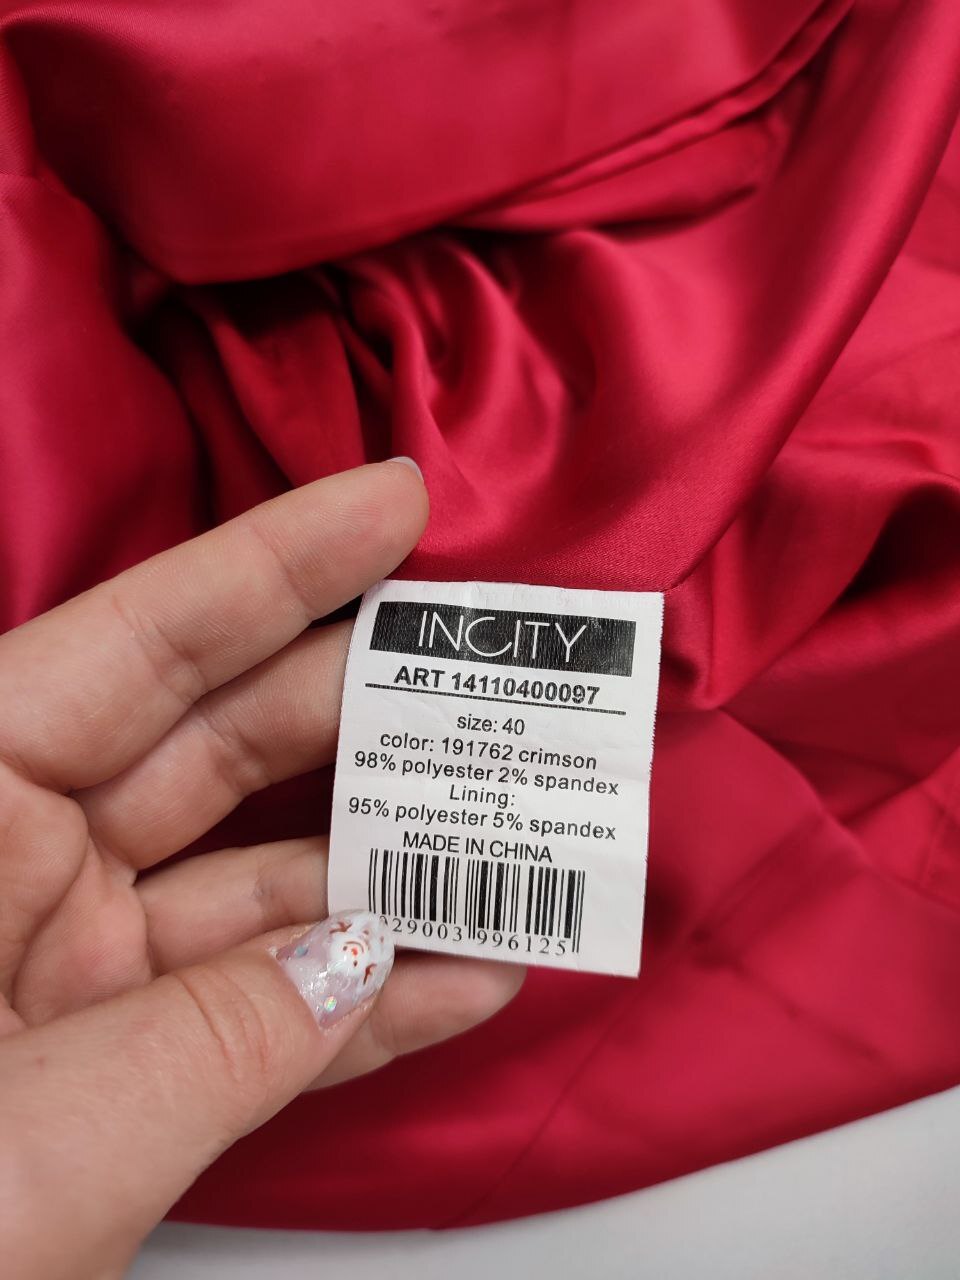 INCITY
ART 14110400097
size: 40
color: 191762 crimson
98% polyester 2% spandex
Lining:
95% polyester 5% spandex
MADE IN CHINA
29003 996125